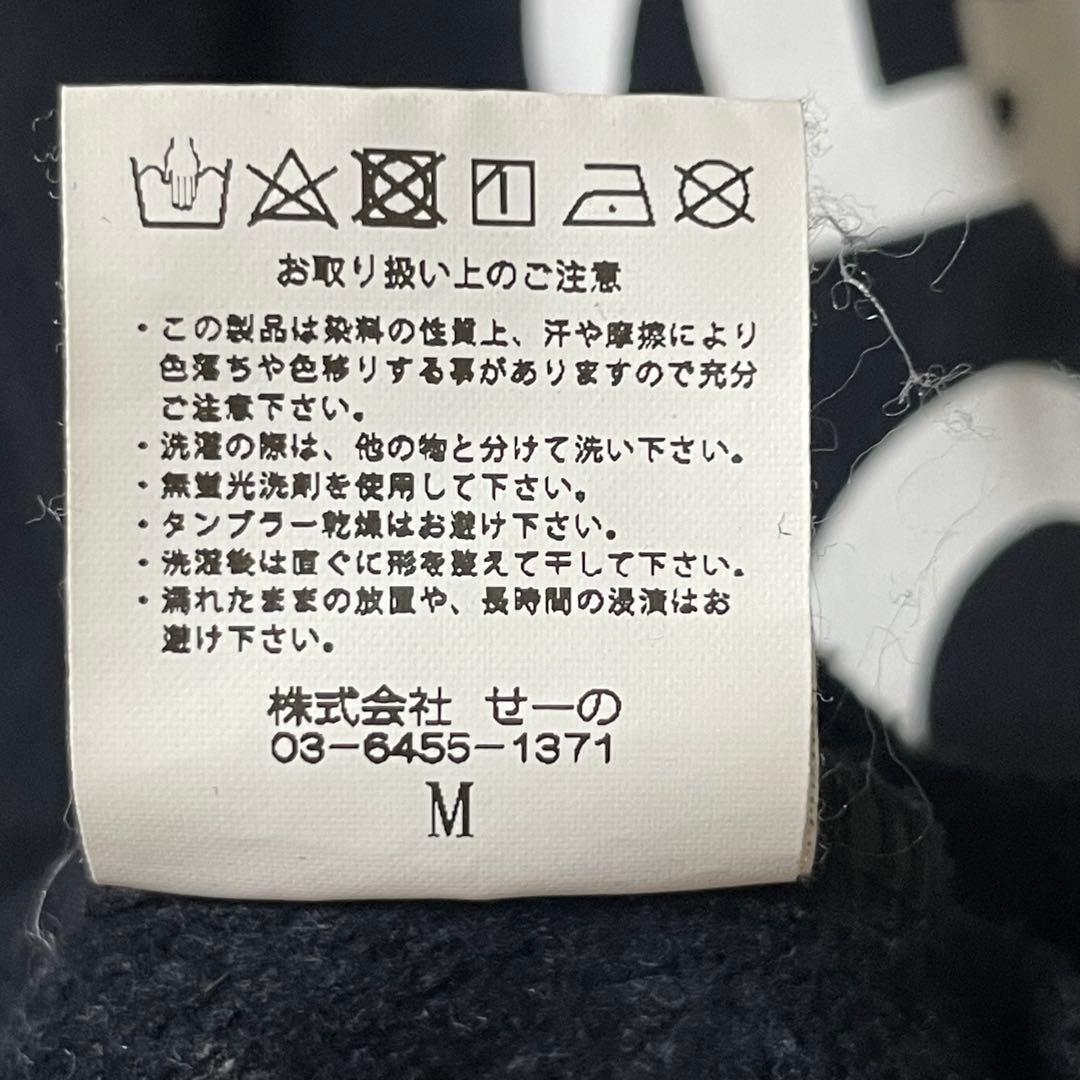 お取り扱い上のご注意
・この製品は染料の性質上、汗や摩擦により
色落ちや色移りする事がありますので充分
ご注意下さい。
・洗濯の際は、他の物と分けて洗い下さい。
・無蛍光洗剤を使用して下さい。
・タンブラー乾燥はお避け下さい。
・洗濯後は直ぐに形を整えて干して下さい。
・濡れたままの放置や、長時間の浸漬はお
避け下さい。
株式会社 せーの
03-6455-1371
M